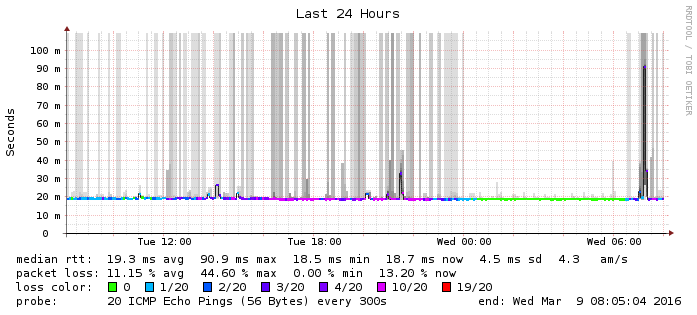 Last 24 Hours
RRDTOOL / TOBI OETIKER
Seconds
100 m
90 m
80 m
70 m
60 m
50 m
40 m
30 m
20 m
10 m
0
Tue 12:00 Tue 18:00 Wed 00:00 Wed 06:00
median rtt: 19.3 ms avg 90.9 ms max 18.5 ms min 18.7 ms now 4.5 ms sd 4.3 am/s
packet loss: 11.15 % avg 44.60 % max 0.00 % min 13.20 % now
loss color: 0 1/20 2/20 3/20 4/20 10/20 19/20
probe: 20 ICMP Echo Pings (56 Bytes) every 300s end: Wed Mar 9 08:05:04 2016